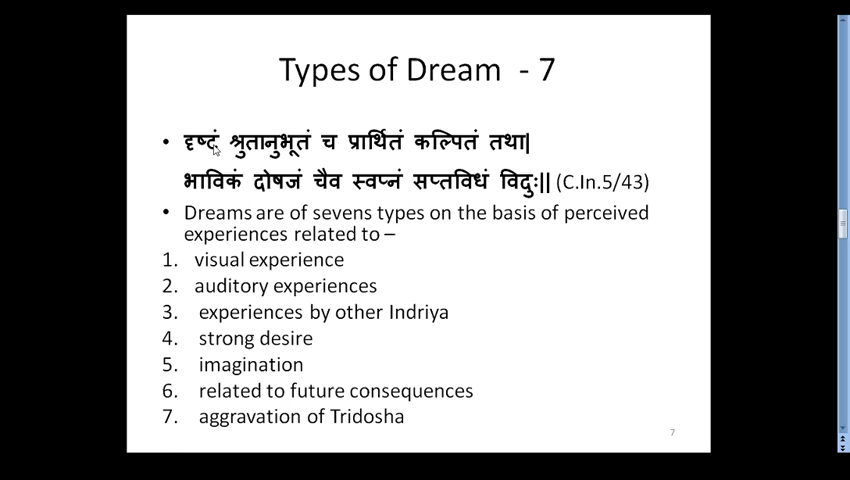 Types of Dream - 7
• दृष्टं श्रुतानुभूतं च प्रार्थितं कल्पितं तथा|
भाविकं दोषजं चैव स्वप्नं सप्तविधं विदुः|| (C.In.5/43)
• Dreams are of sevens types on the basis of perceived
experiences related to –
1. visual experience
2. auditory experiences
3. experiences by other Indriya
4. strong desire
5. imagination
6. related to future consequences
7. aggravation of Tridosha
7